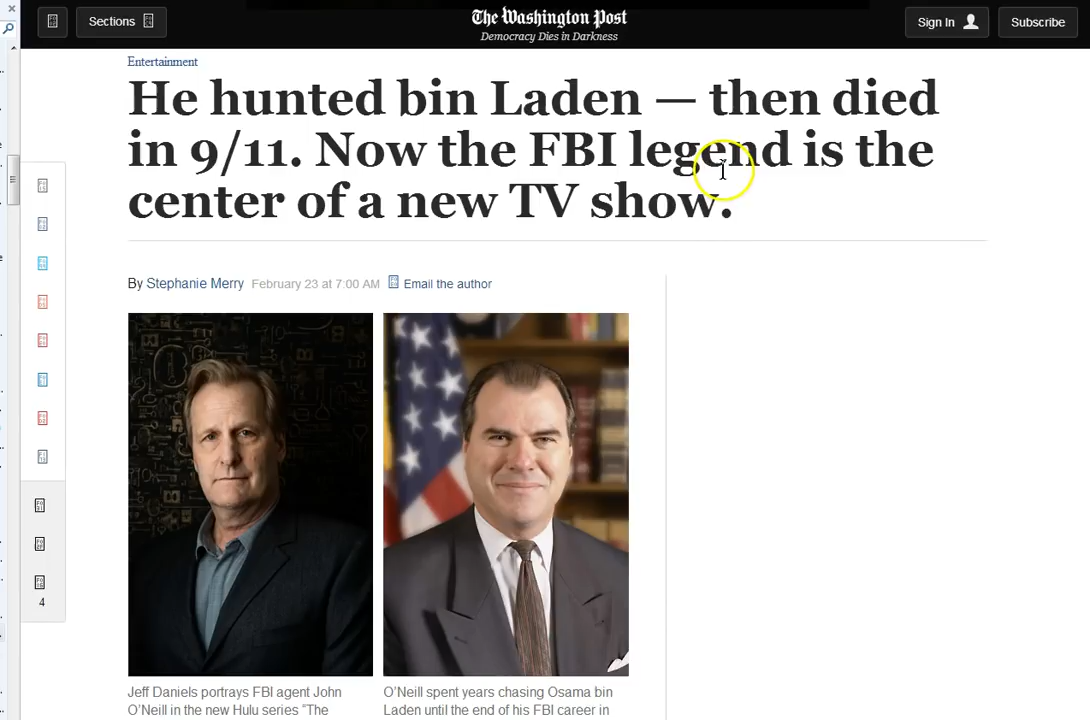 Sections
The Washington Post
Democracy Dies in Darkness
Sign In
Subscribe
Entertainment
He hunted bin Laden — then died
in 9/11. Now the FBI legend is the
center of a new TV show.
By Stephanie Merry February 23 at 7:00 AM Email the author
4
Jeff Daniels portrays FBI agent John
O'Neill in the new Hulu series "The
O'Neill spent years chasing Osama bin
Laden until the end of his FBI career in